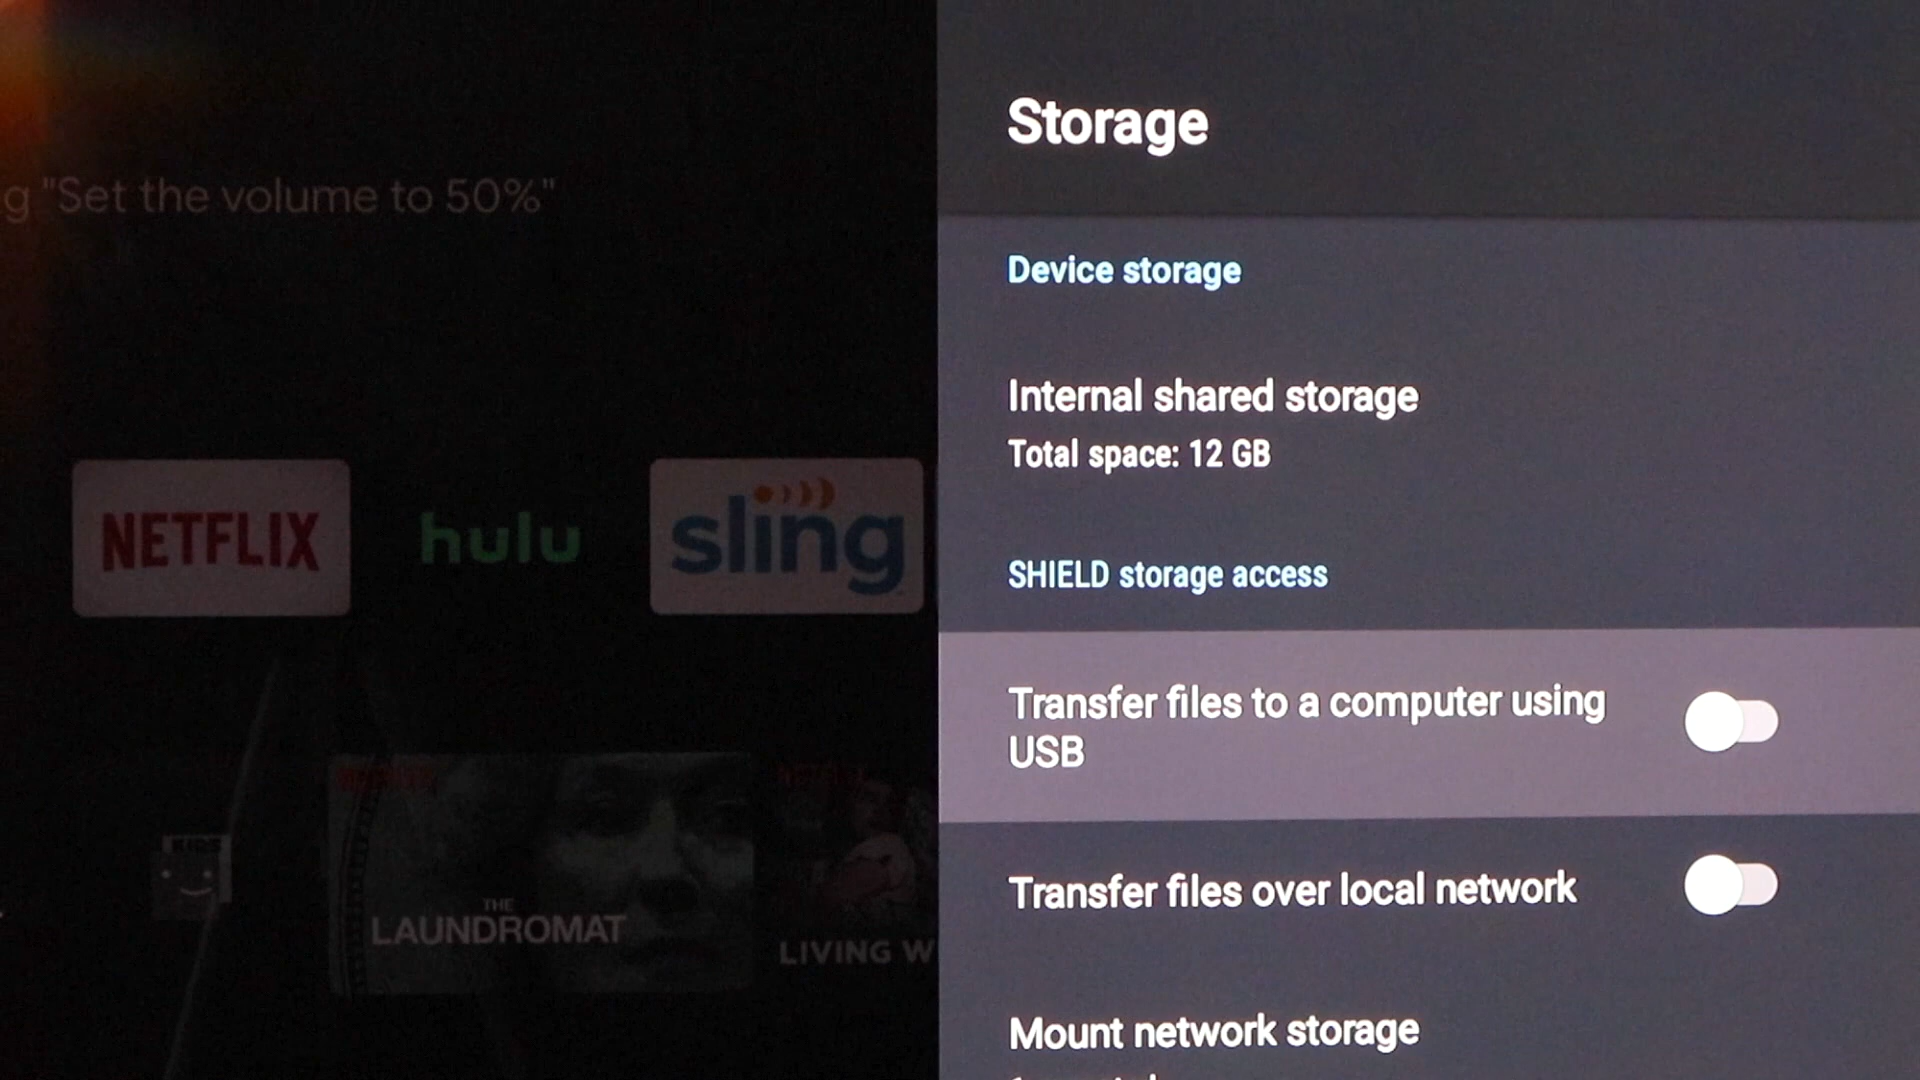 g "Set the volume to 50%"
NETFLIX
hulu
sling
KIDS
THE
LAUNDROMAT
LIVING W
Storage
Device storage
Internal shared storage
Total space: 12 GB
SHIELD storage access
Transfer files to a computer using
USB
Transfer files over local network
Mount network storage